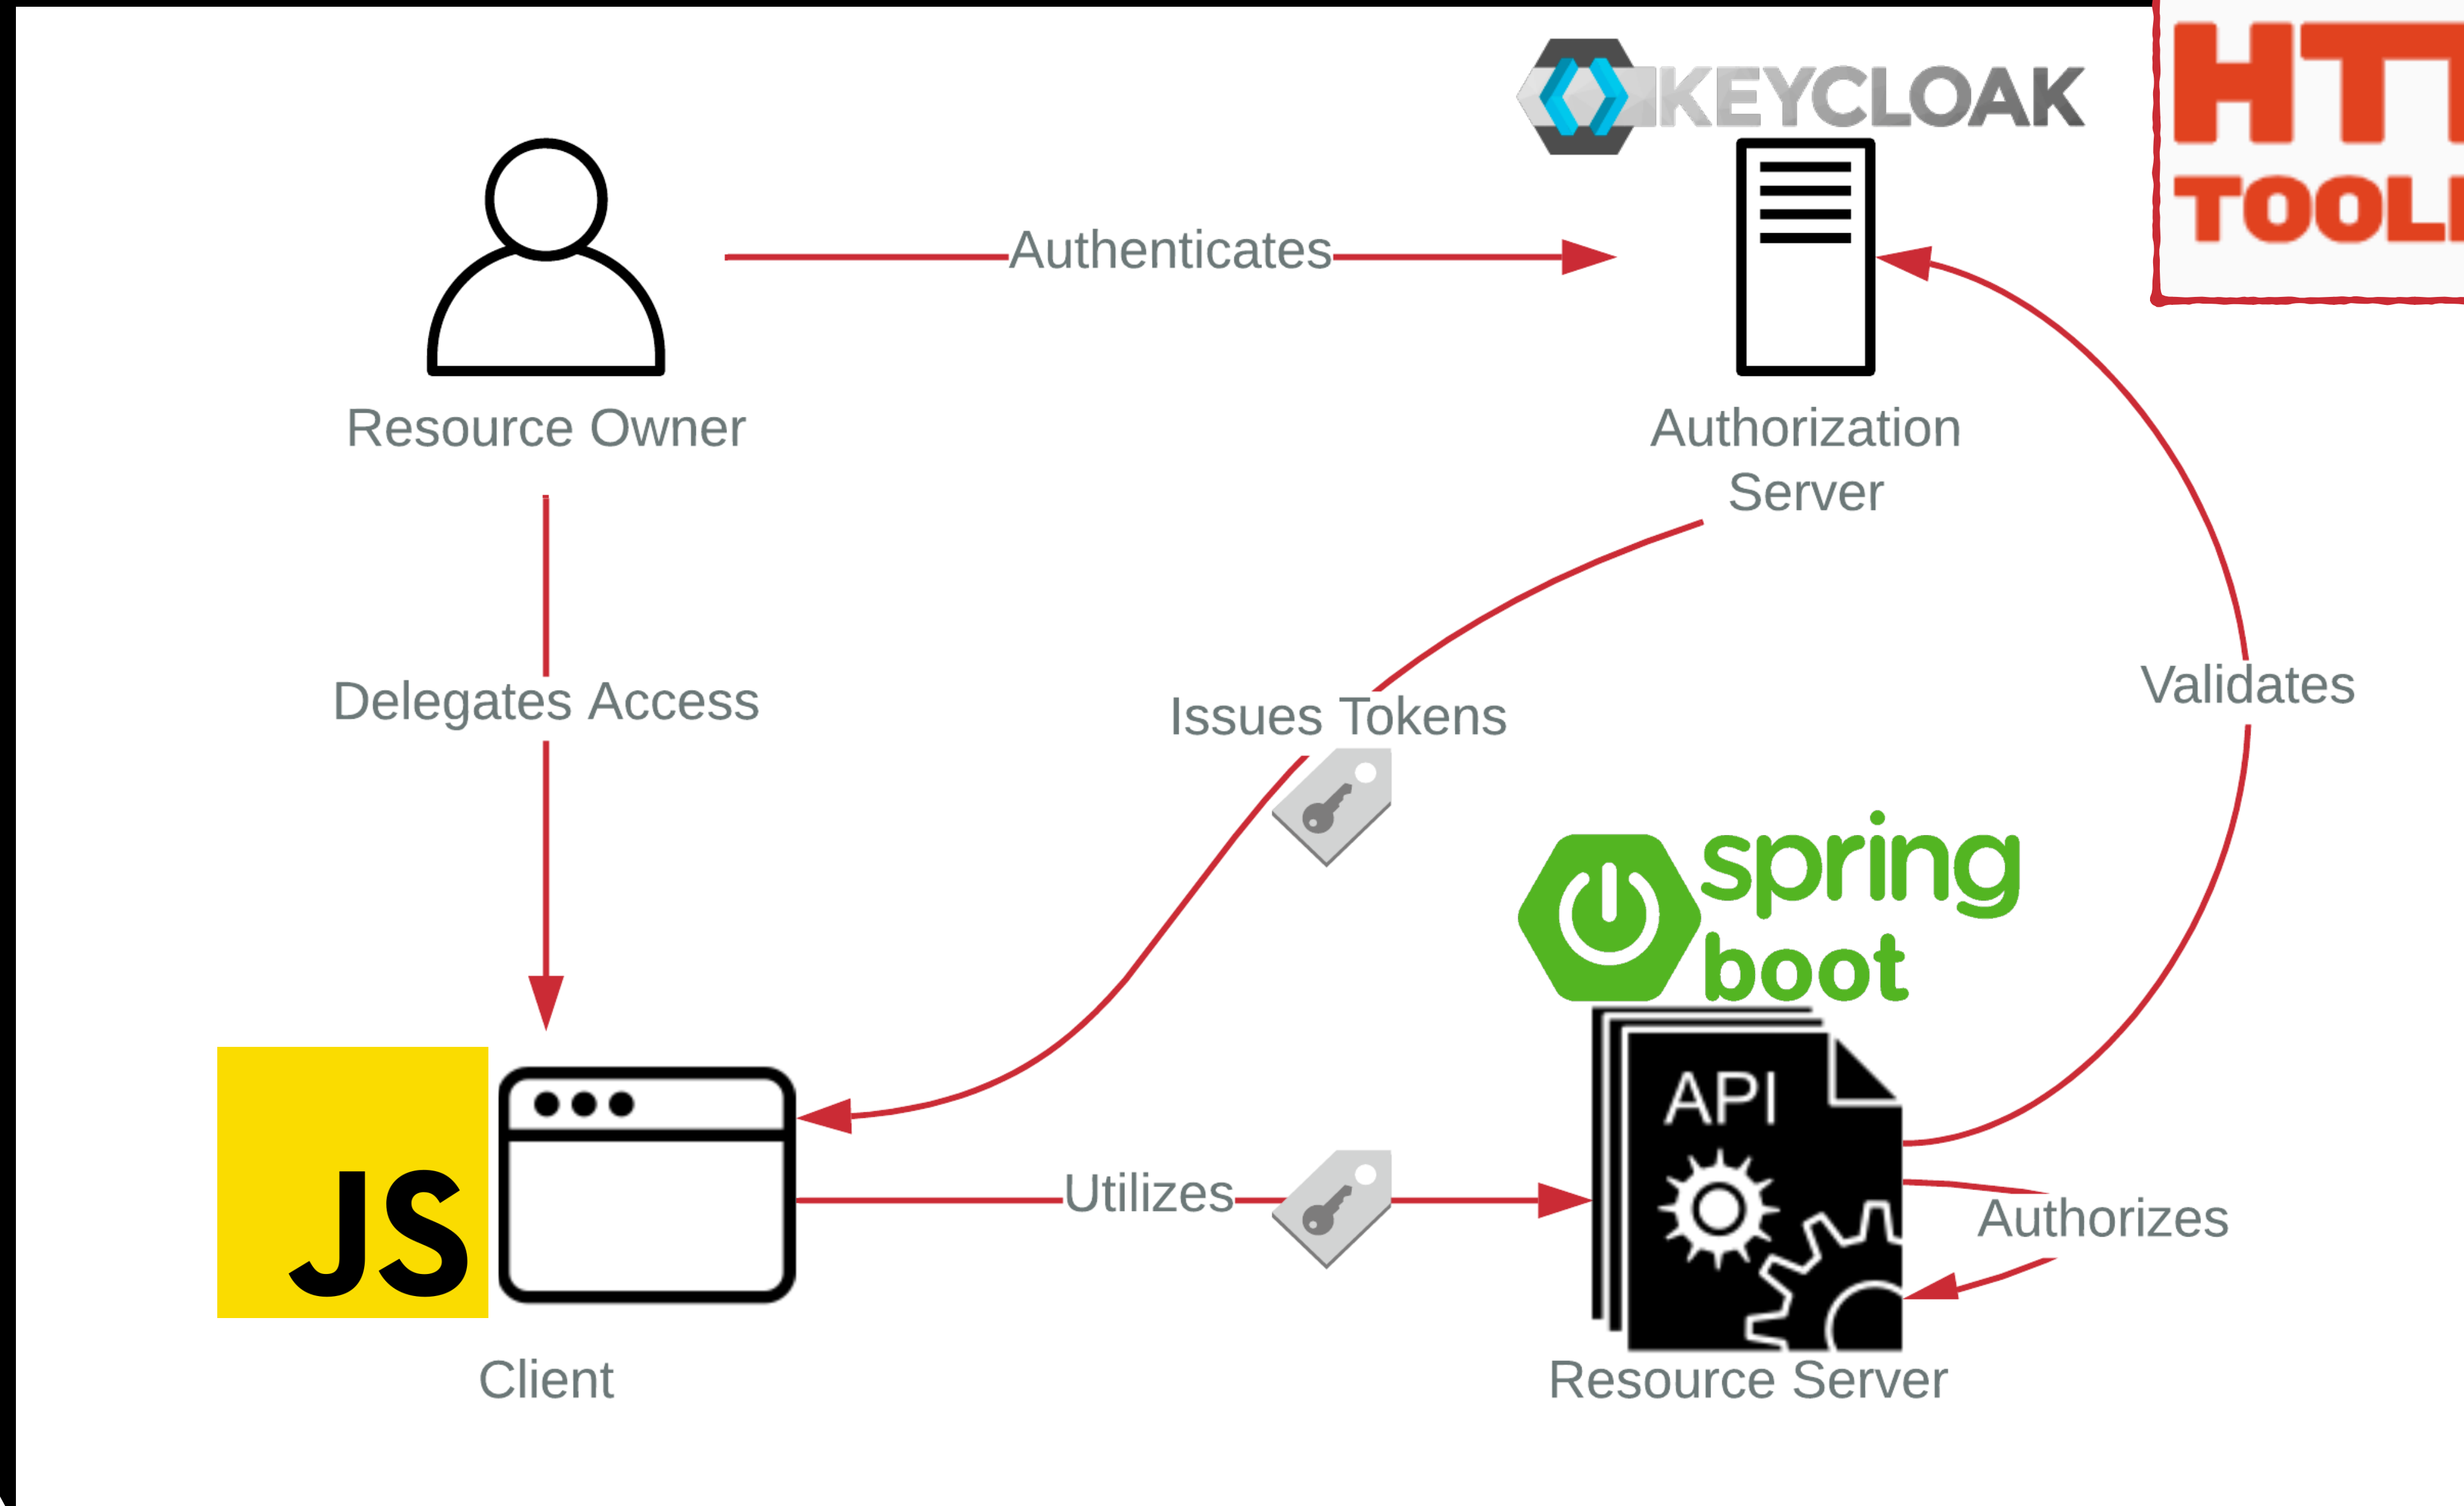 KEYCLOAK
Authenticates
Resource Owner
Authorization
Server
Delegates Access
Issues Tokens
Validates
spring
boot
API
JS
Utilizes
Authorizes
Client
Resource Server